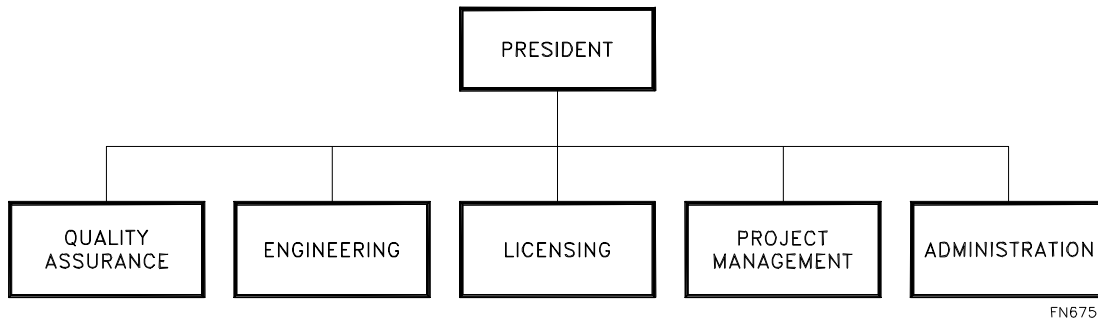 PRESIDENT
QUALITY
ASSURANCE
ENGINEERING
LICENSING
PROJECT
MANAGEMENT
ADMINISTRATION
FN675